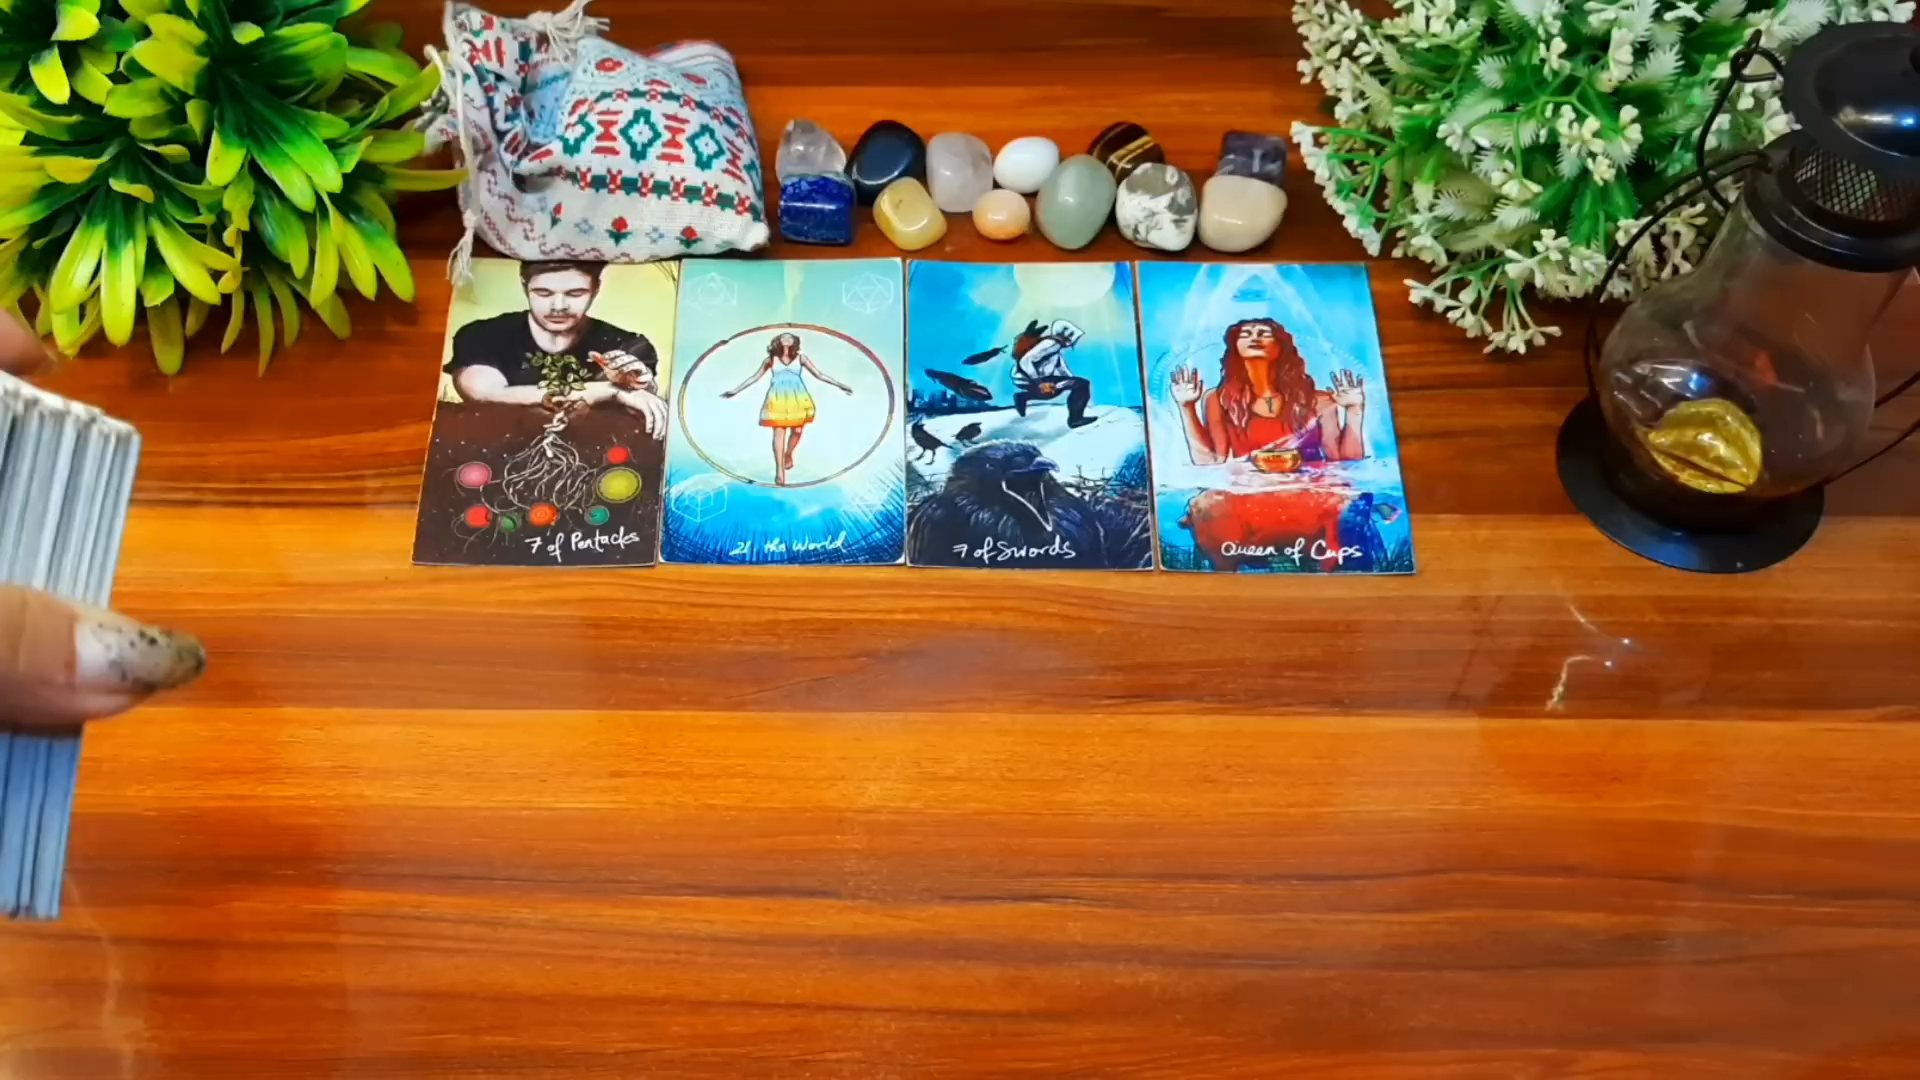 7 of Pentacles
21 the World
7 of Swords
Queen of Cups